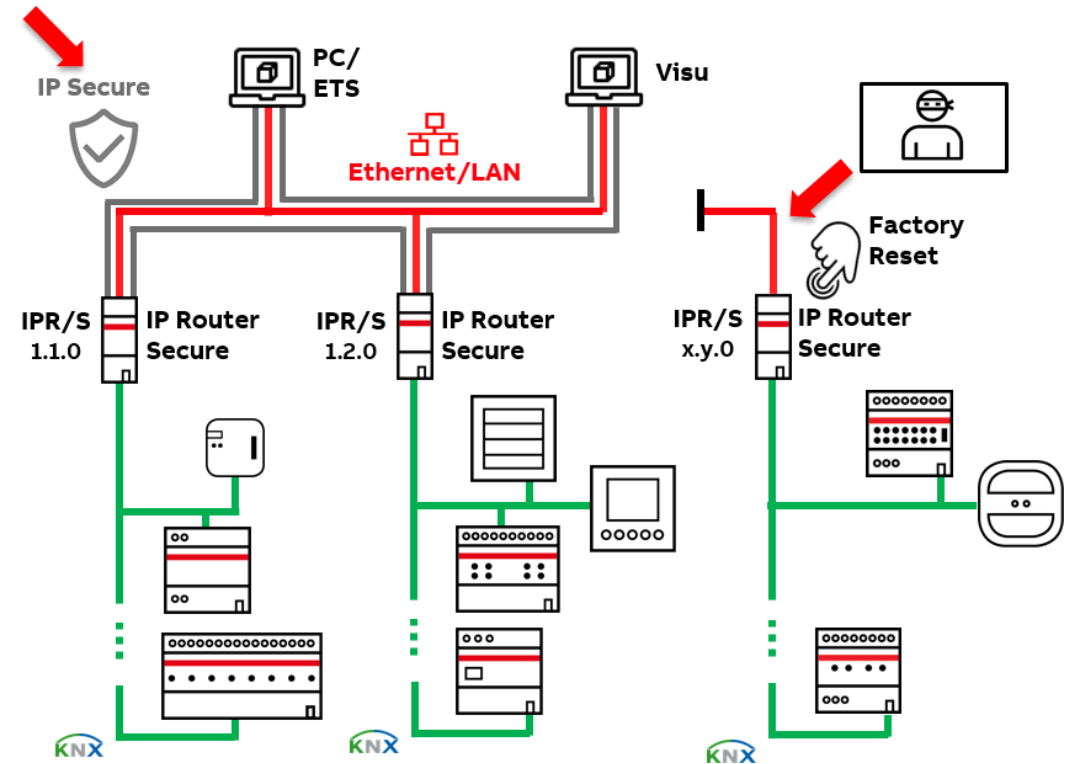 IP Secure
PC/
ETS
Visu
Ethernet/LAN
Factory
Reset
IPR/S
1.1.0
IP Router
Secure
IPR/S
1.2.0
IP Router
Secure
IPR/S
x.y.0
IP Router
Secure
KNX
KNX
KNX